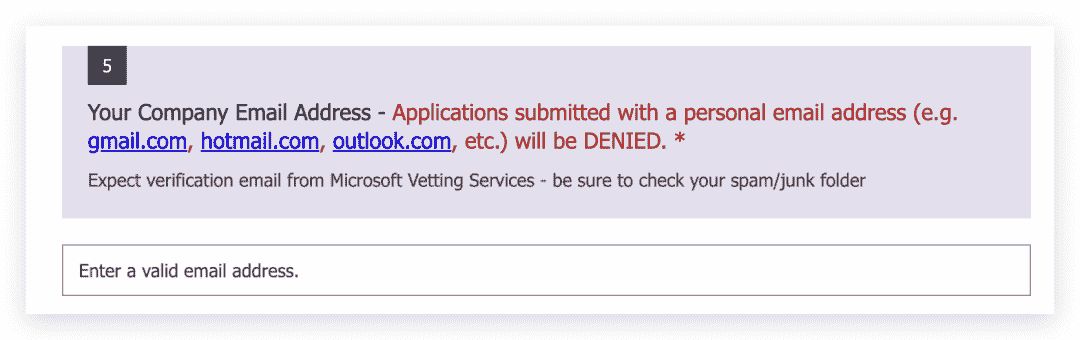 5
Your Company Email Address - Applications submitted with a personal email address (e.g.
gmail.com, hotmail.com, outlook.com, etc.) will be DENIED. *
Expect verification email from Microsoft Vetting Services - be sure to check your spam/junk folder
Enter a valid email address.